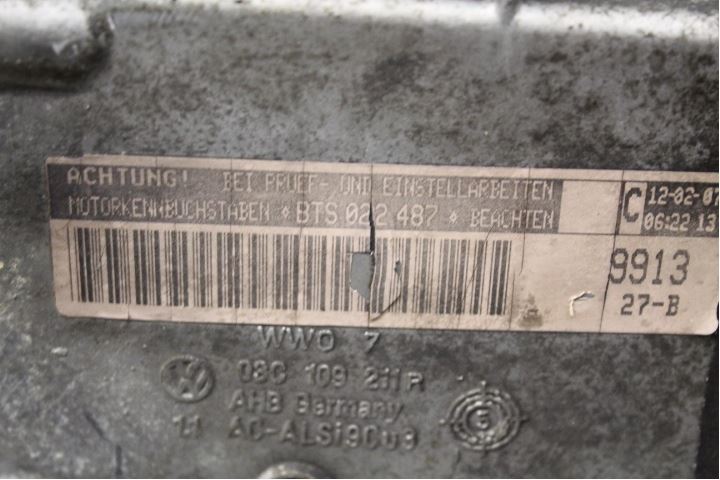 ACHTUNG! BEI PRUEF- UND EINSTELLARBEITEN
MOTORKENNBUCHSTABEN * BTS 022 487 * BEACHTEN
C 12-02-07
06:22 13
9913
27-B
WWO 7
03C 109 211 R
AHB Germany
AC-ALSi9Cu3
5